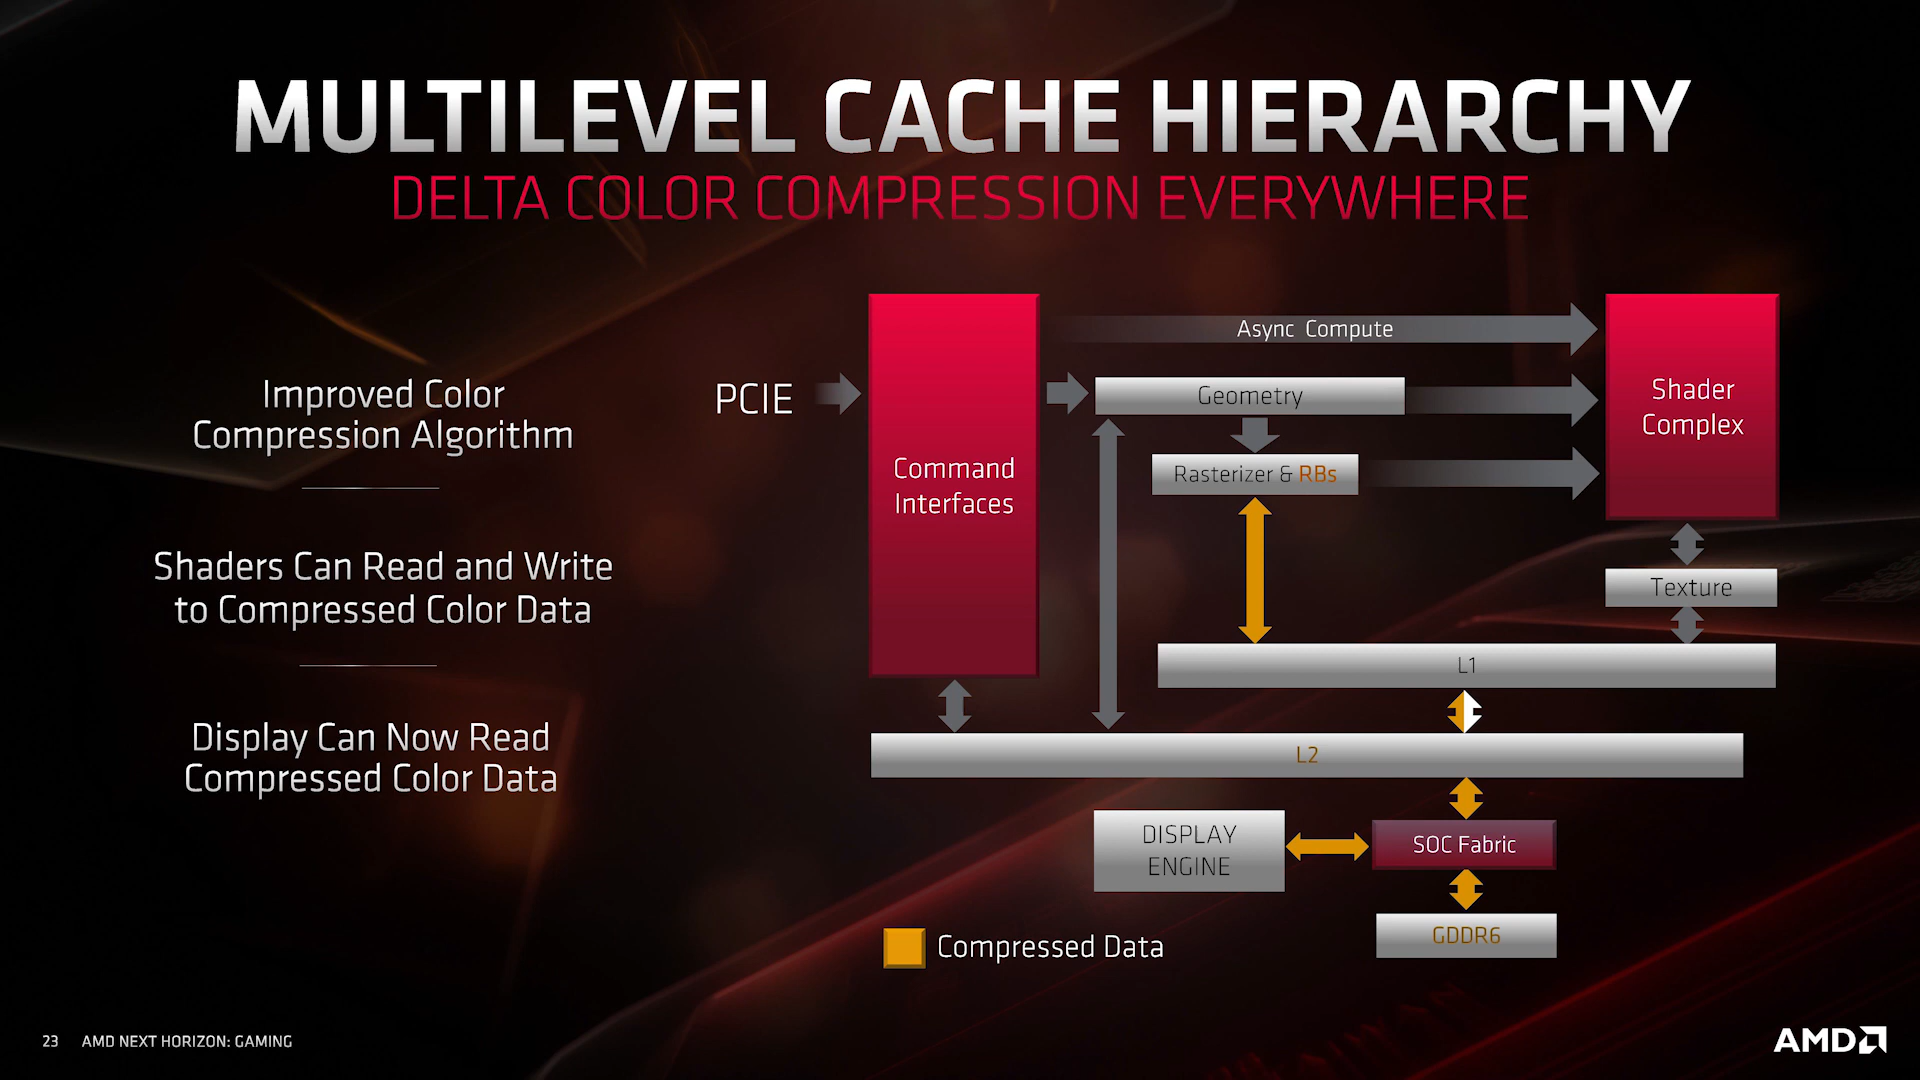 MULTILEVEL CACHE HIERARCHY
DELTA COLOR COMPRESSION EVERYWHERE
Improved Color
Compression Algorithm
Shaders Can Read and Write
to Compressed Color Data
Display Can Now Read
Compressed Color Data
PCIE
Command
Interfaces
Async Compute
Geometry
Rasterizer & RBs
Shader
Complex
Texture
L1
L2
DISPLAY
ENGINE
SOC Fabric
GDDR6
Compressed Data
23 AMD NEXT HORIZON: GAMING
AMD